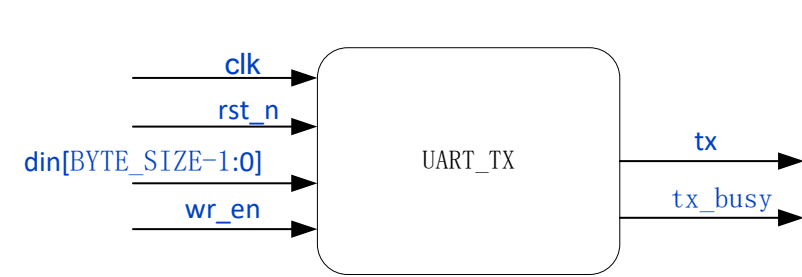 clk
rst_n
din[BYTE_SIZE-1:0]
wr_en
UART_TX
tx
tx_busy